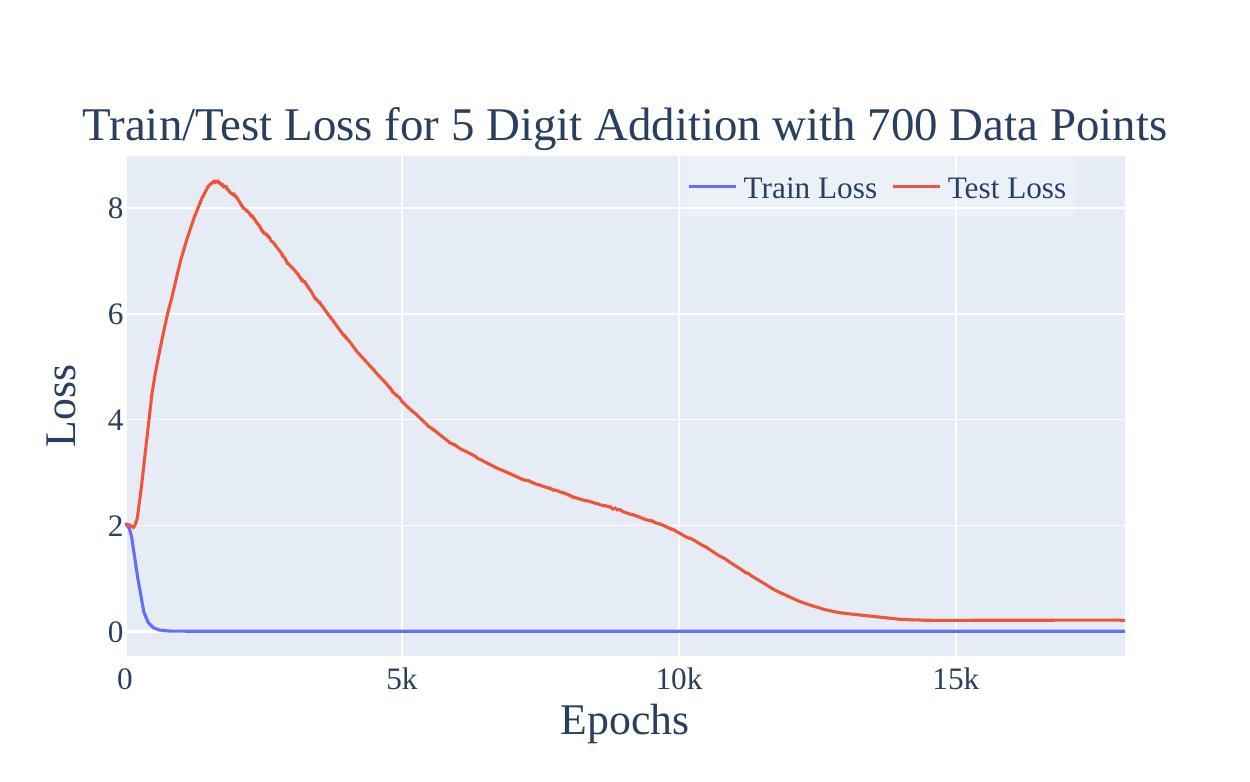 Train/Test Loss for 5 Digit Addition with 700 Data Points
Train Loss
Test Loss
8
6
4
2
0
Loss
0
5k
10k
15k
Epochs